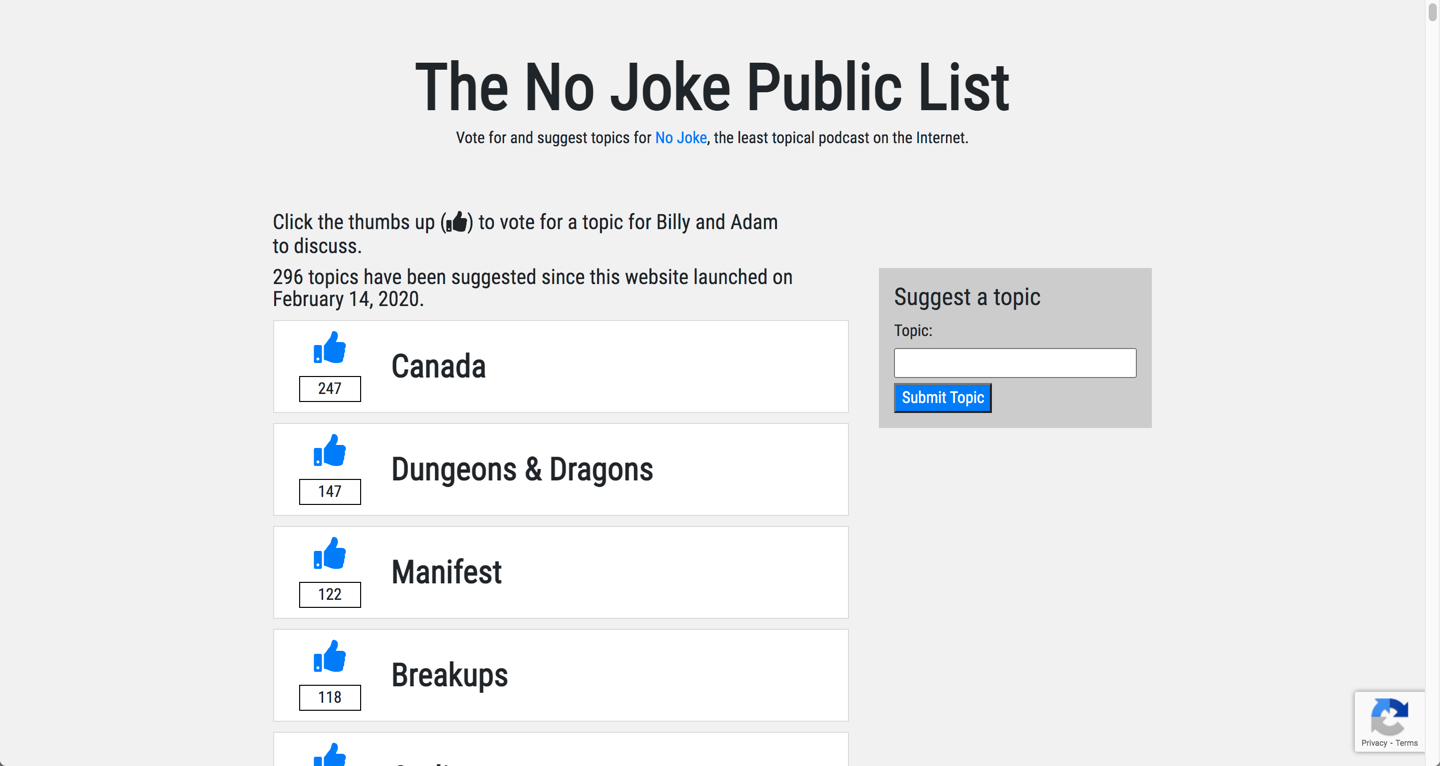 The No Joke Public List
Vote for and suggest topics for No Joke, the least topical podcast on the Internet.
Click the thumbs up (👍) to vote for a topic for Billy and Adam
to discuss.
296 topics have been suggested since this website launched on
February 14, 2020.
247
Canada
147
Dungeons & Dragons
122
Manifest
118
Breakups
Suggest a topic
Topic:
Submit Topic
Privacy - Terms